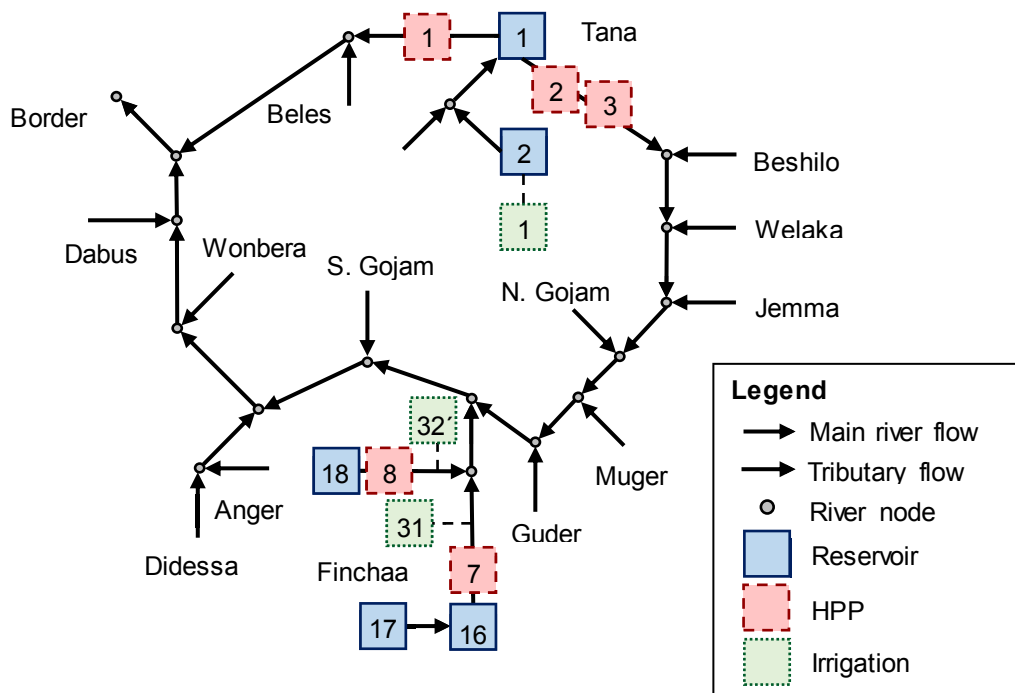 1
1
Tana
2
3
Border
Beles
2
Beshilo
1
Welaka
Dabus
Wonbera
S. Gojam
N. Gojam
Jemma
32´
18
8
Muger
Anger
31
Guder
Didessa
Finchaa
7
17
16
Legend
Main river flow
Tributary flow
River node
Reservoir
HPP
Irrigation